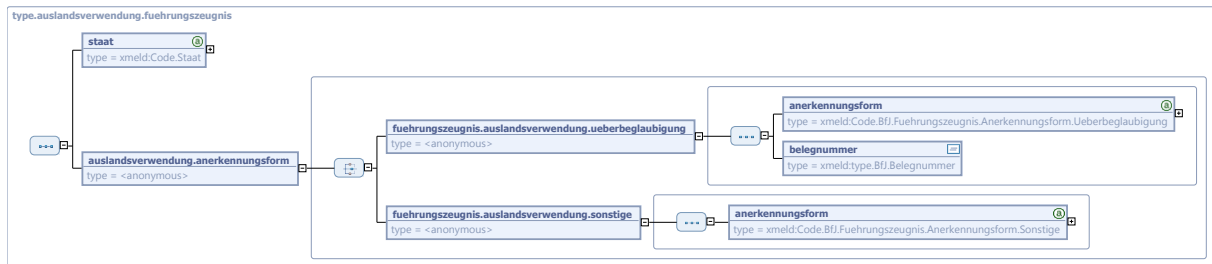 type.auslandsverwendung.fuehrungszeugnis
staat
type = xmeld:Code.Staat
auslandsverwendung.anerkennungsform
type = <anonymous>
fuehrungszeugnis.auslandsverwendung.ueberbeglaubigung
type = <anonymous>
anerkennungsform
type = xmeld:Code.BfJ.Fuehrungszeugnis.Anerkennungsform.Ueberbeglaubigung
belegnummer
type = xmeld:type.BfJ.Belegnummer
fuehrungszeugnis.auslandsverwendung.sonstige
type = <anonymous>
anerkennungsform
type = xmeld:Code.BfJ.Fuehrungszeugnis.Anerkennungsform.Sonstige